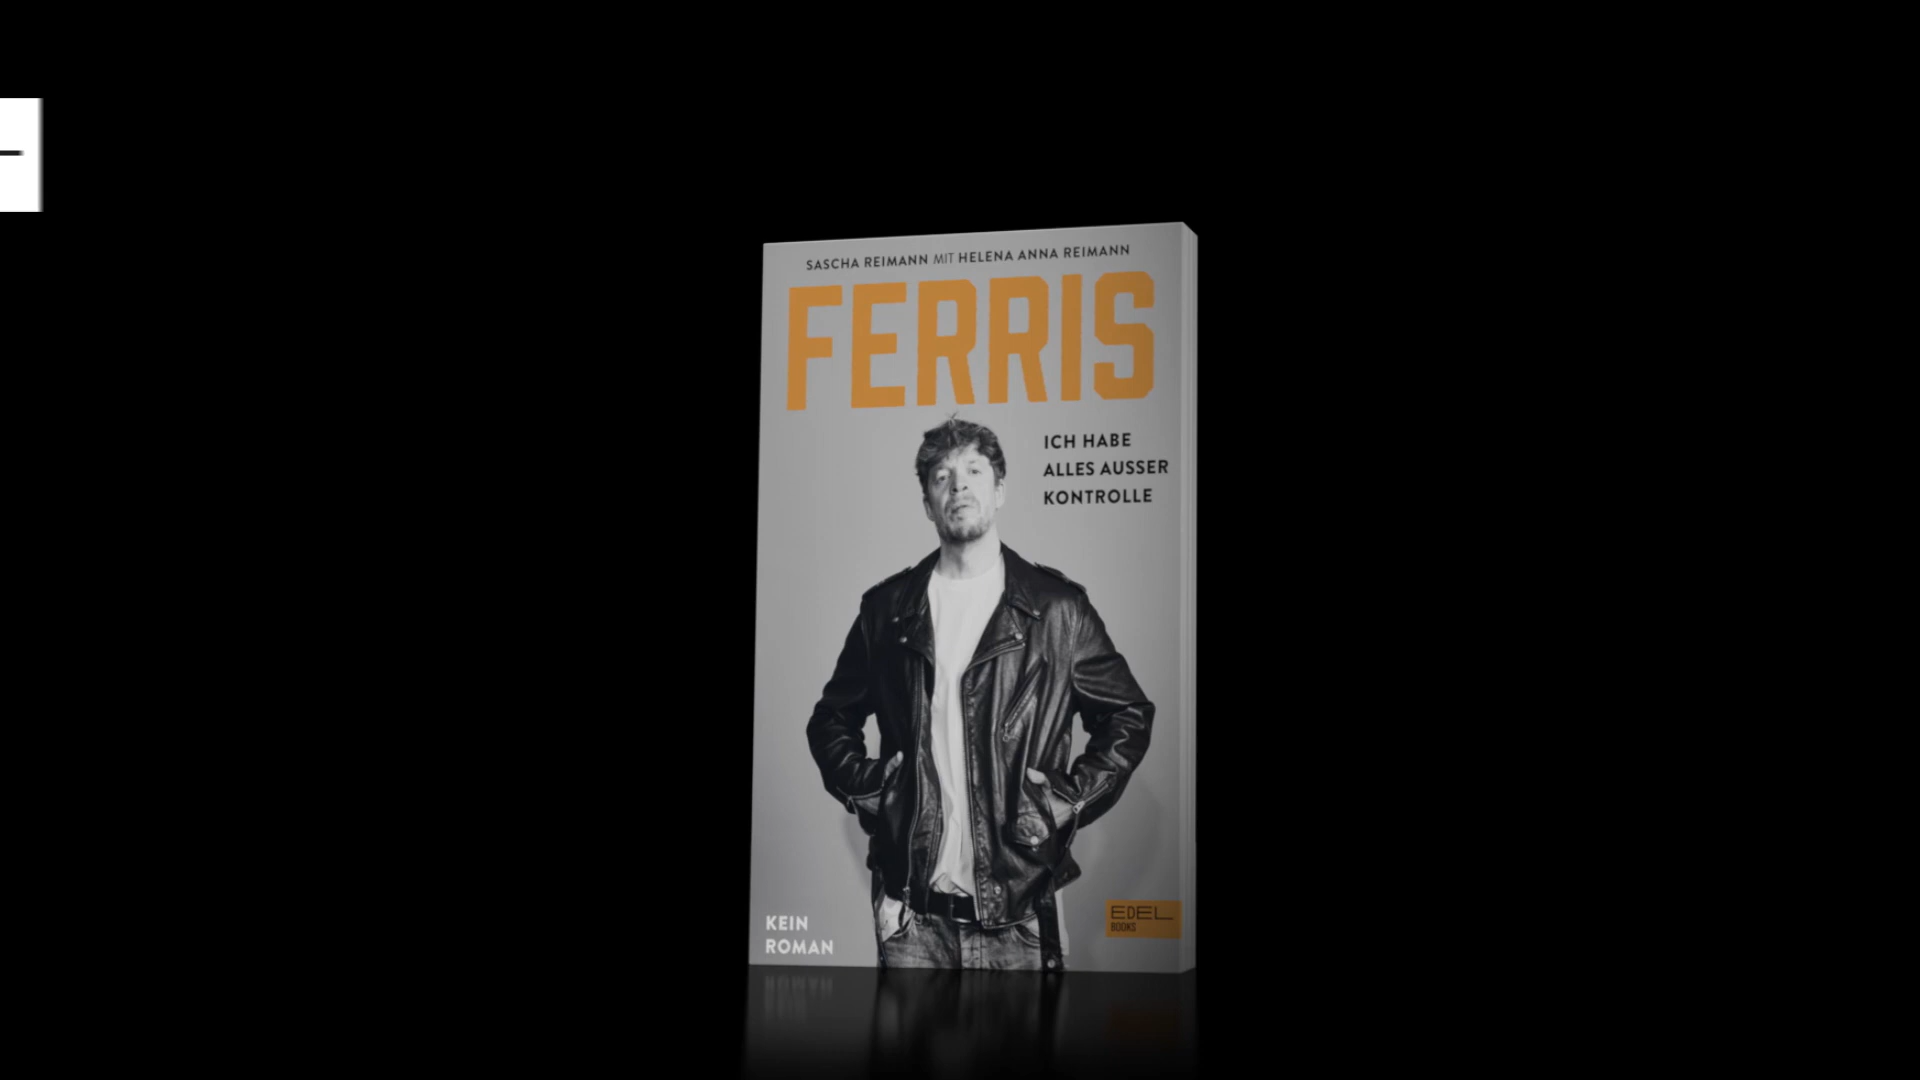 SASCHA REIMANN MIT HELENA ANNA REIMANN
FERRIS
ICH HABE
ALLES AUSSER
KONTROLLE
KEIN
ROMAN
EDEL
BOOKS